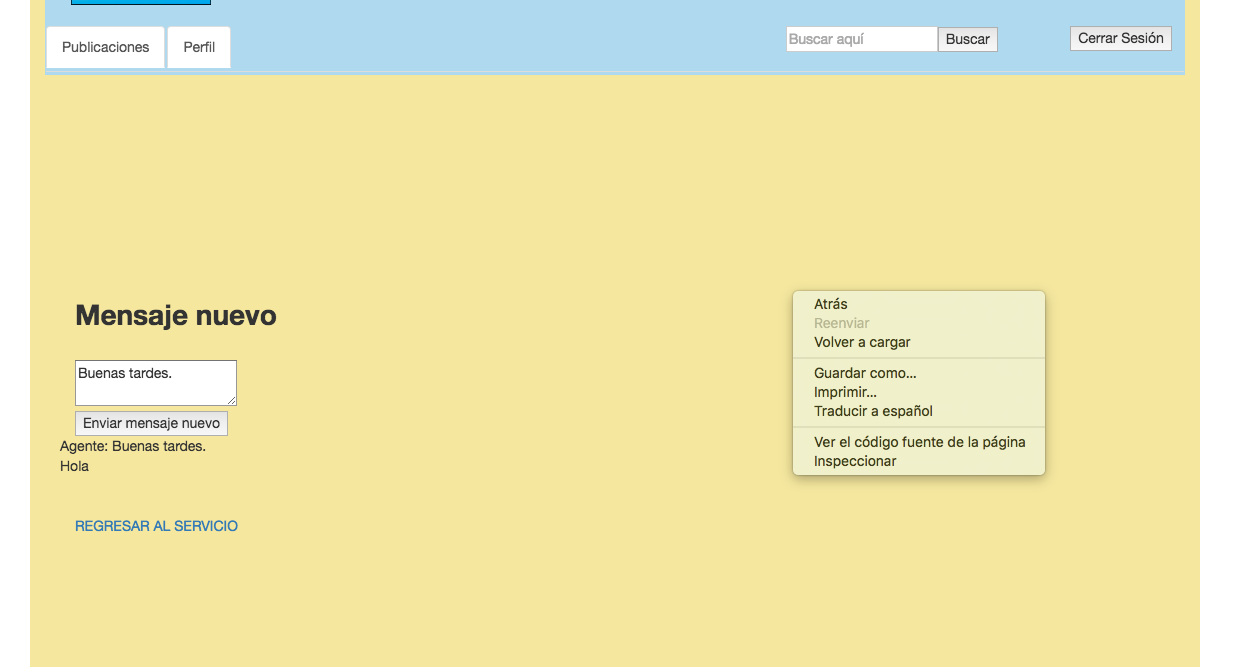 Publicaciones Perfil Buscar aquí Buscar Cerrar Sesión
Mensaje nuevo
Buenas tardes.
Enviar mensaje nuevo
Agente: Buenas tardes.
Hola
REGRESAR AL SERVICIO
Atrás
Reenviar
Volver a cargar
Guardar como...
Imprimir...
Traducir a español
Ver el código fuente de la página
Inspeccionar